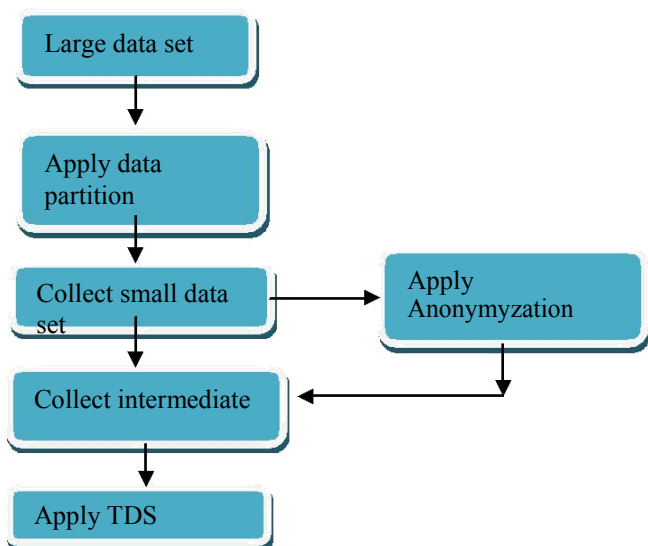 Large data set
Apply data
partition
Collect small data
set
Apply
Anonymyzation
Collect intermediate
Apply TDS